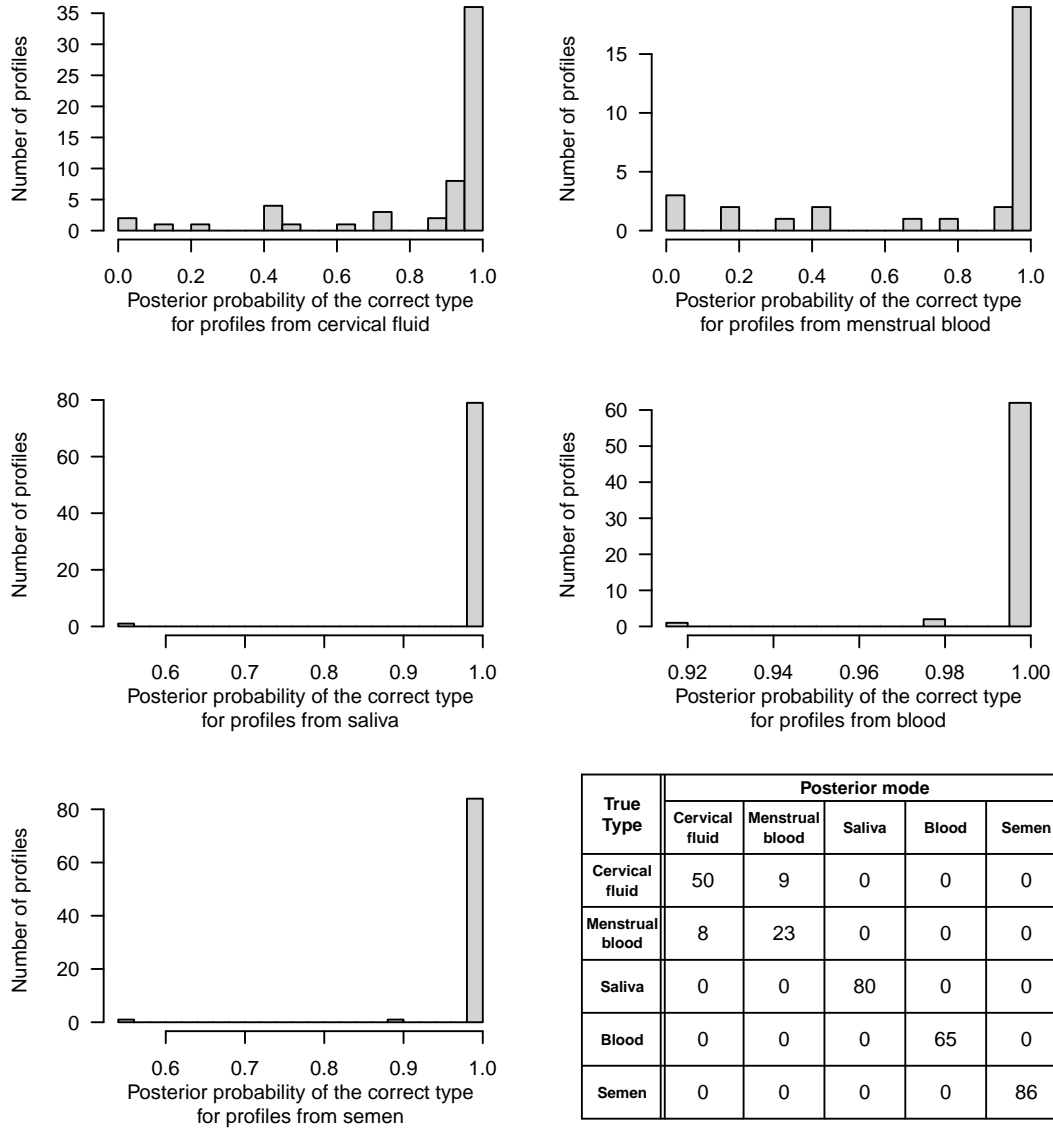 Number of profiles
35
30
25
20
15
10
5
0
0.0 0.2 0.4 0.6 0.8 1.0
Posterior probability of the correct type
for profiles from cervical fluid
Number of profiles
15
10
5
0
0.0 0.2 0.4 0.6 0.8 1.0
Posterior probability of the correct type
for profiles from menstrual blood
Number of profiles
80
60
40
20
0
0.6 0.7 0.8 0.9 1.0
Posterior probability of the correct type
for profiles from saliva
Number of profiles
60
50
40
30
20
10
0
0.92 0.94 0.96 0.98 1.00
Posterior probability of the correct type
for profiles from blood
Number of profiles
80
60
40
20
0
0.6 0.7 0.8 0.9 1.0
Posterior probability of the correct type
for profiles from semen
True
Type
Posterior mode
Cervical
fluid
Menstrual
blood
Saliva
Blood
Semen
Cervical
fluid
50 9 0 0 0
Menstrual
blood
8 23 0 0 0
Saliva 0 0 80 0 0
Blood 0 0 0 65 0
Semen 0 0 0 0 86